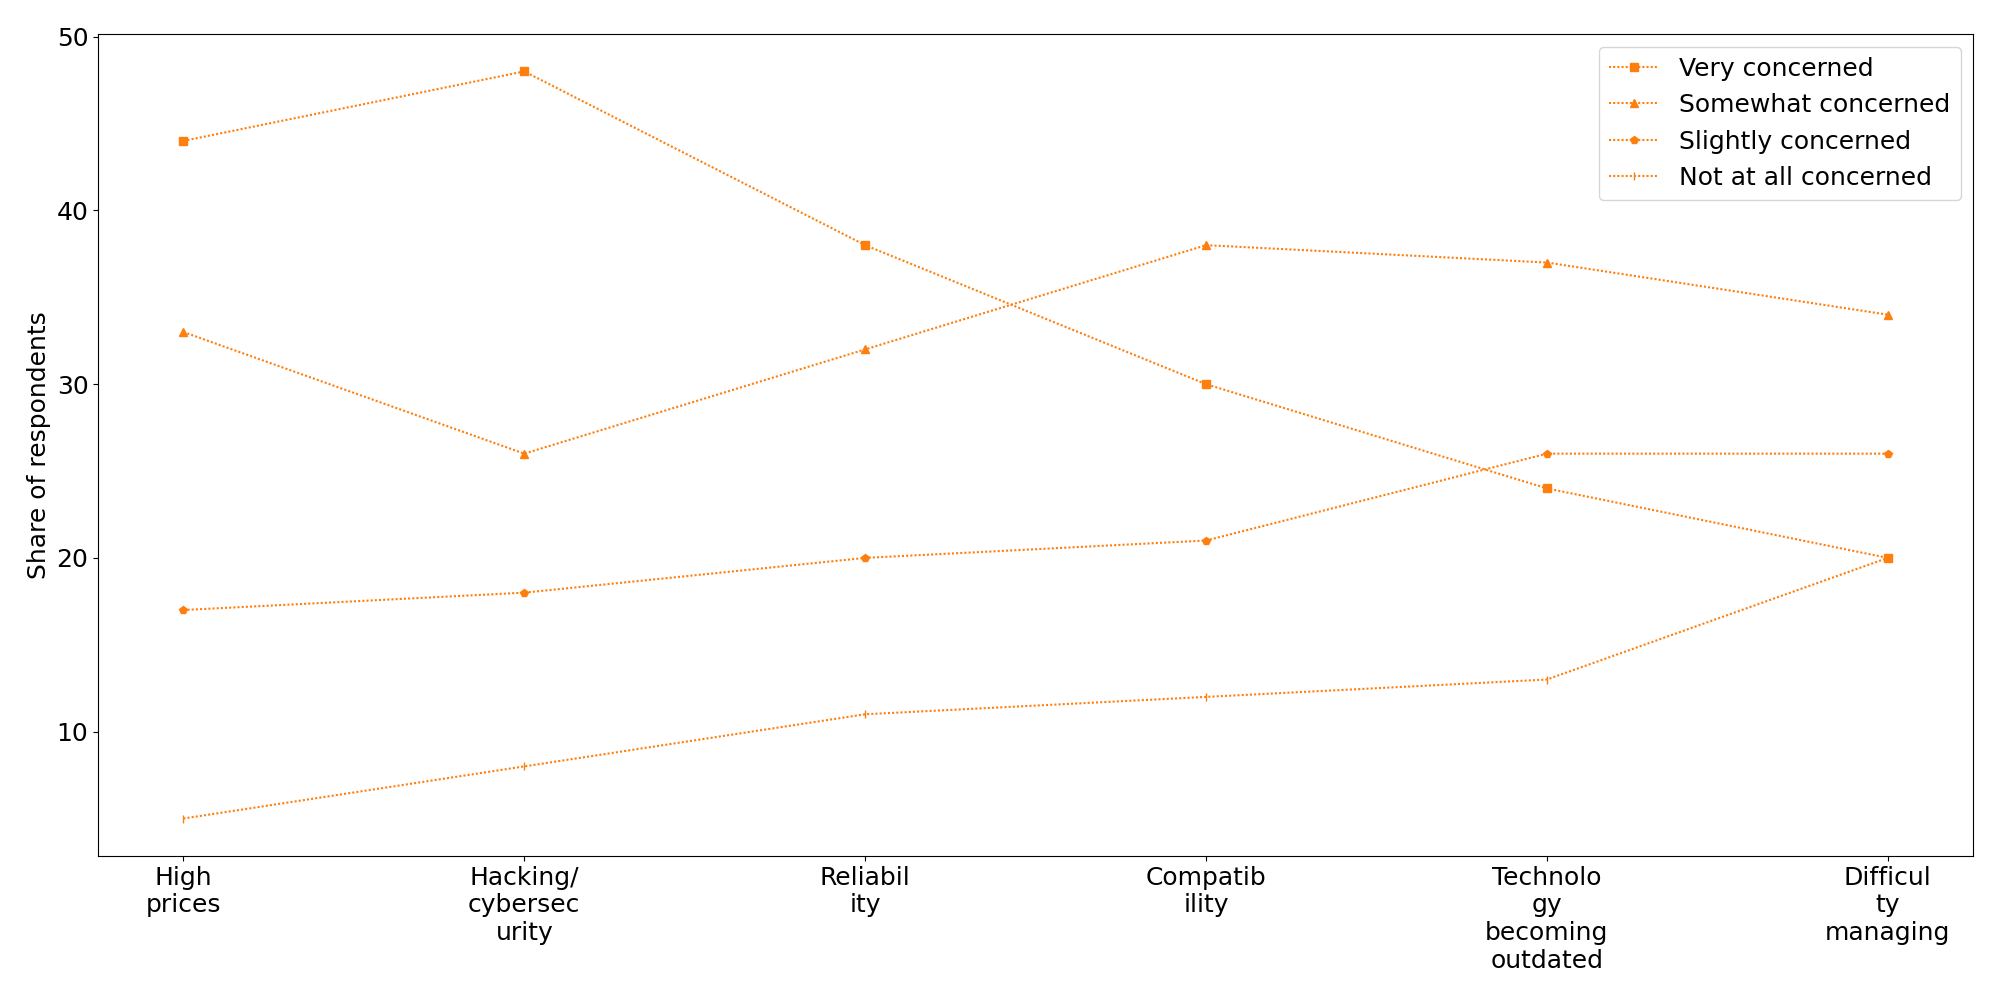 50
40
30
20
10
Share of respondents
Very concerned
Somewhat concerned
Slightly concerned
Not at all concerned
High
prices
Hacking/
cybersec
urity
Reliabil
ity
Compatib
ility
Technolo
gy
becoming
outdated
Difficul
ty
managing